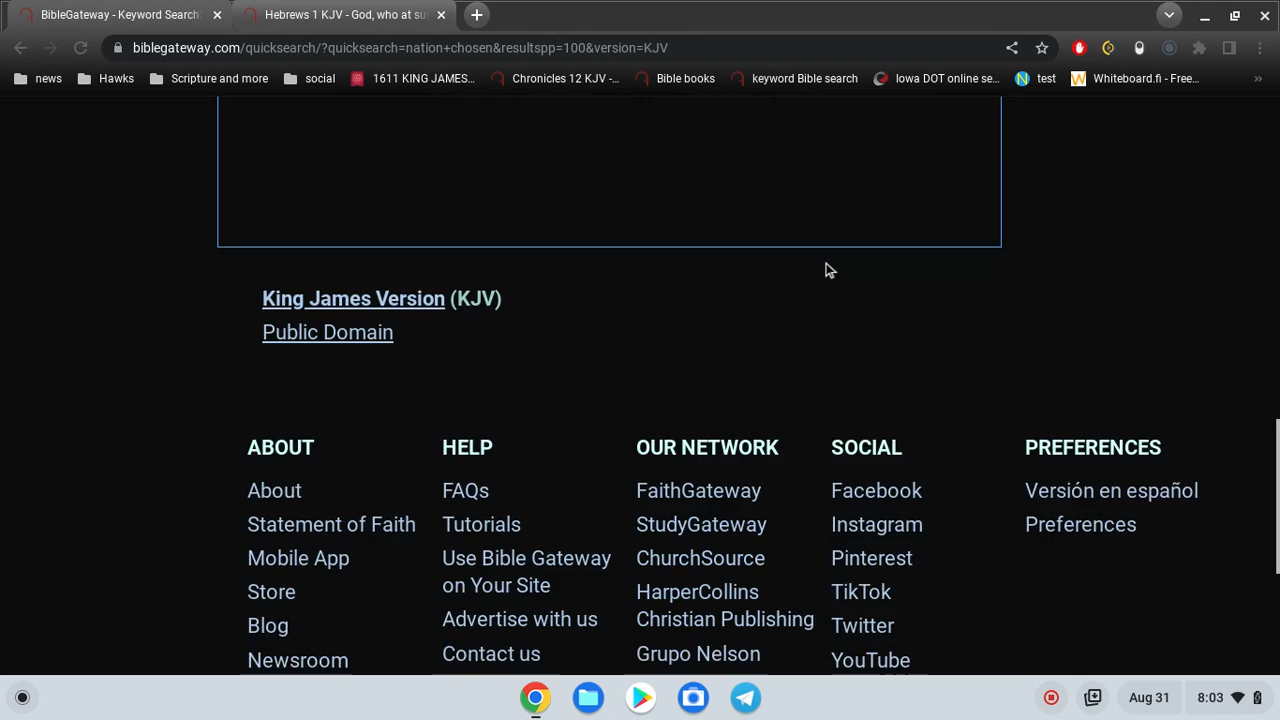 BibleGateway - Keyword Search:
Hebrews 1 KJV - God, who at su
biblegateway.com/quicksearch/?quicksearch=nation+chosen&resultspp=100&version=KJV
news
Hawks
Scripture and more
social
1611 KING JAMES...
Chronicles 12 KJV -...
Bible books
keyword Bible search
Iowa DOT online se...
test
Whiteboard.fi - Free...
King James Version (KJV)
Public Domain
ABOUT
About
Statement of Faith
Mobile App
Store
Blog
Newsroom
HELP
FAQs
Tutorials
Use Bible Gateway
on Your Site
Advertise with us
Contact us
OUR NETWORK
FaithGateway
StudyGateway
ChurchSource
HarperCollins
Christian Publishing
Grupo Nelson
SOCIAL
Facebook
Instagram
Pinterest
TikTok
Twitter
YouTube
PREFERENCES
Versión en español
Preferences
Aug 31
8:03